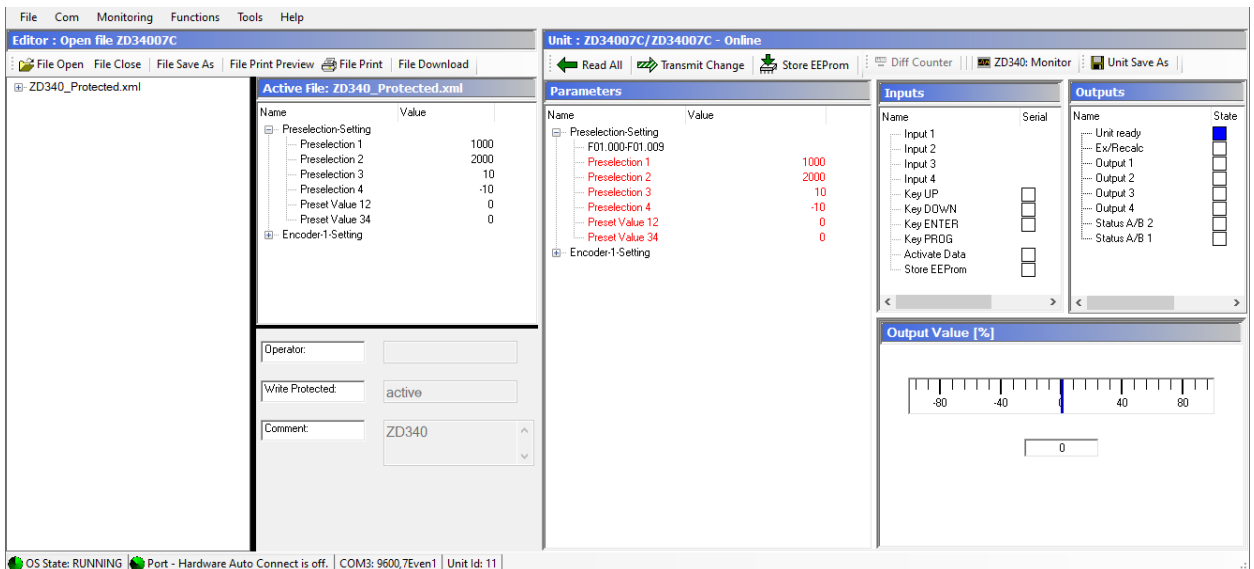 File Com Monitoring Functions Tools Help
Editor : Open file ZD34007C
File Open File Close File Save As File Print Preview File Print File Download
ZD340_Protected.xml
Active File: ZD340_Protected.xml
Name Value
Preselection-Setting
Preselection 1 1000
Preselection 2 2000
Preselection 3 10
Preselection 4 -10
Preset Value 12 0
Preset Value 34 0
Encoder-1-Setting
Operator:
Write Protected: active
Comment: ZD340
Unit : ZD34007C/ZD34007C - Online
Read All Transmit Change Store EEProm Diff Counter ZD340: Monitor Unit Save As
Parameters
Name Value
Preselection-Setting
F01.000-F01.009
Preselection 1 1000
Preselection 2 2000
Preselection 3 10
Preselection 4 -10
Preset Value 12 0
Preset Value 34 0
Encoder-1-Setting
Inputs
Name Serial
Input 1
Input 2
Input 3
Input 4
Key UP
Key DOWN
Key ENTER
Key PROG
Activate Data
Store EEProm
Outputs
Name State
Unit ready
Ex/Recalc
Output 1
Output 2
Output 3
Output 4
Status A/B 2
Status A/B 1
Output Value [%]
-80 -40 0 40 80
0
OS State: RUNNING Port - Hardware Auto Connect is off. COM3: 9600,7Even1 Unit Id: 11